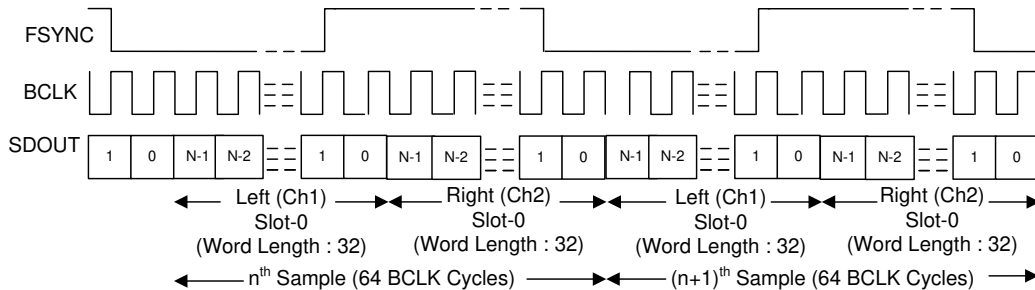 FSYNC
BCLK
SDOUT
1 0 N-1 N-2 1 0 N-1 N-2 1 0 N-1 N-2 1 0 N-1 N-2 1 0
Left (Ch1) Right (Ch2) Left (Ch1) Right (Ch2)
Slot-0 Slot-0 Slot-0 Slot-0
(Word Length : 32) (Word Length : 32) (Word Length : 32) (Word Length : 32)
nth Sample (64 BCLK Cycles) (n+1)th Sample (64 BCLK Cycles)